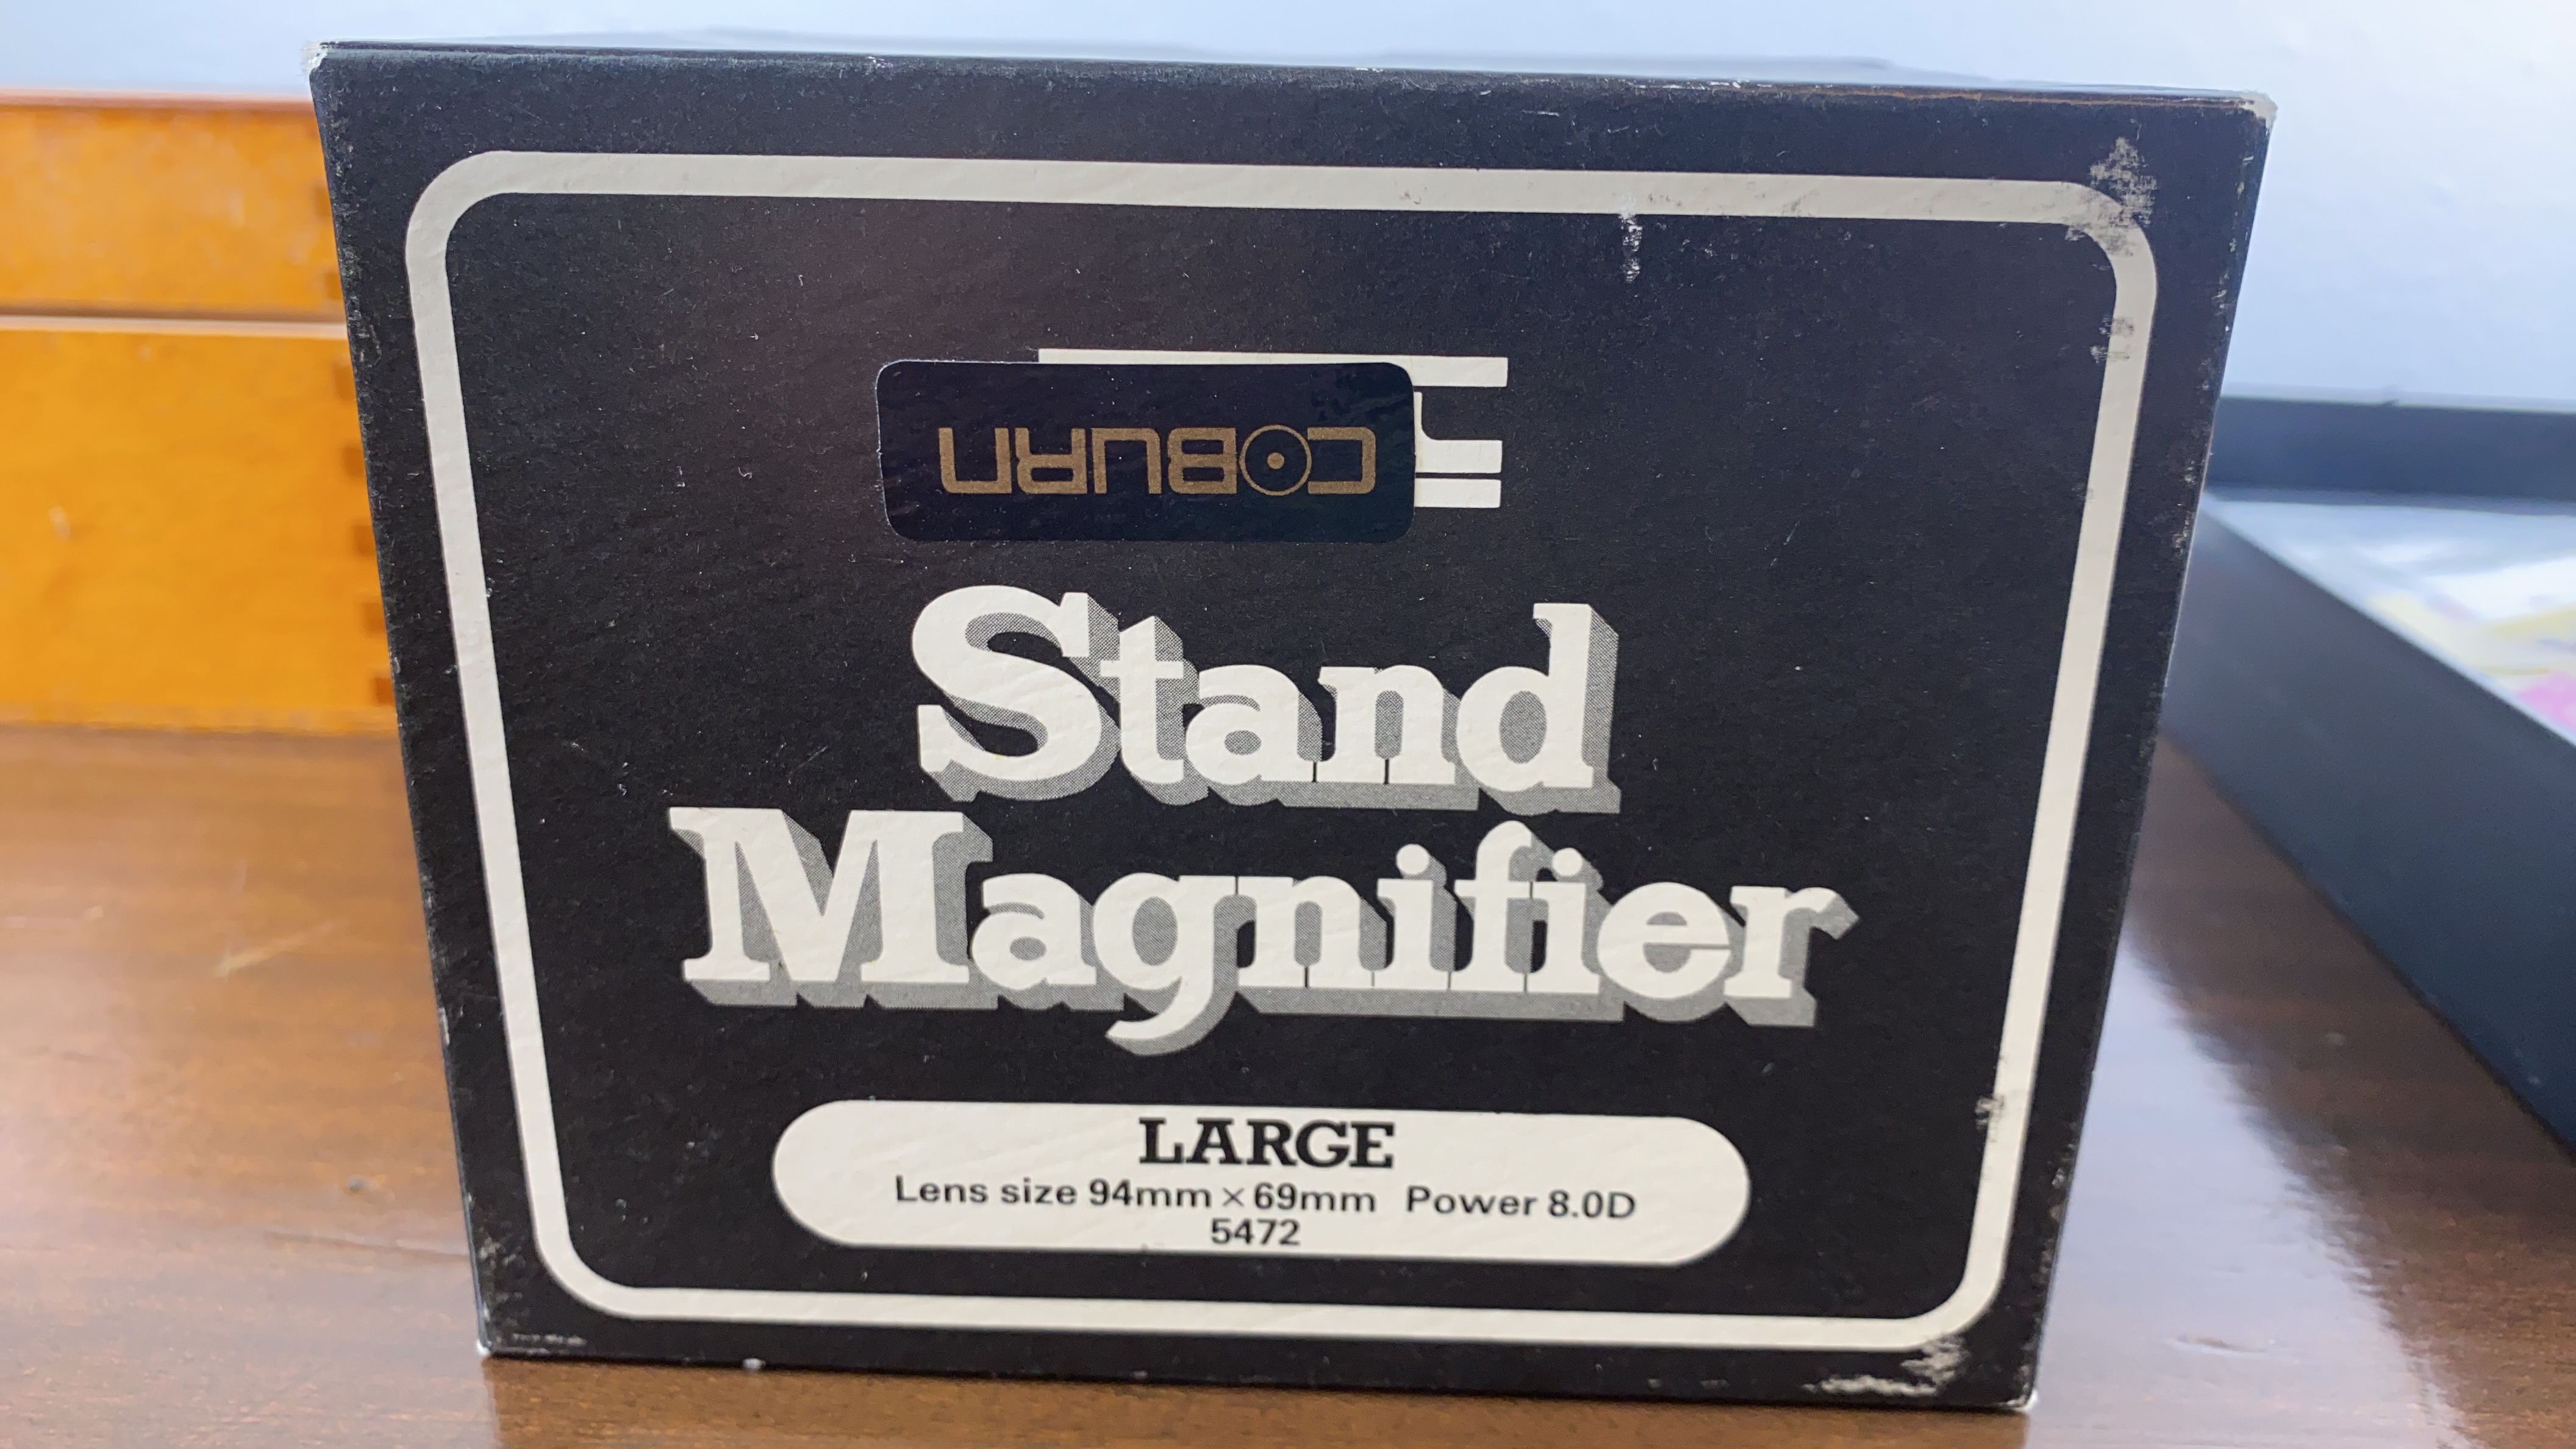 COBURN
Stand
Magnifier
LARGE
Lens size 94mm × 69mm Power 8.0D
5472